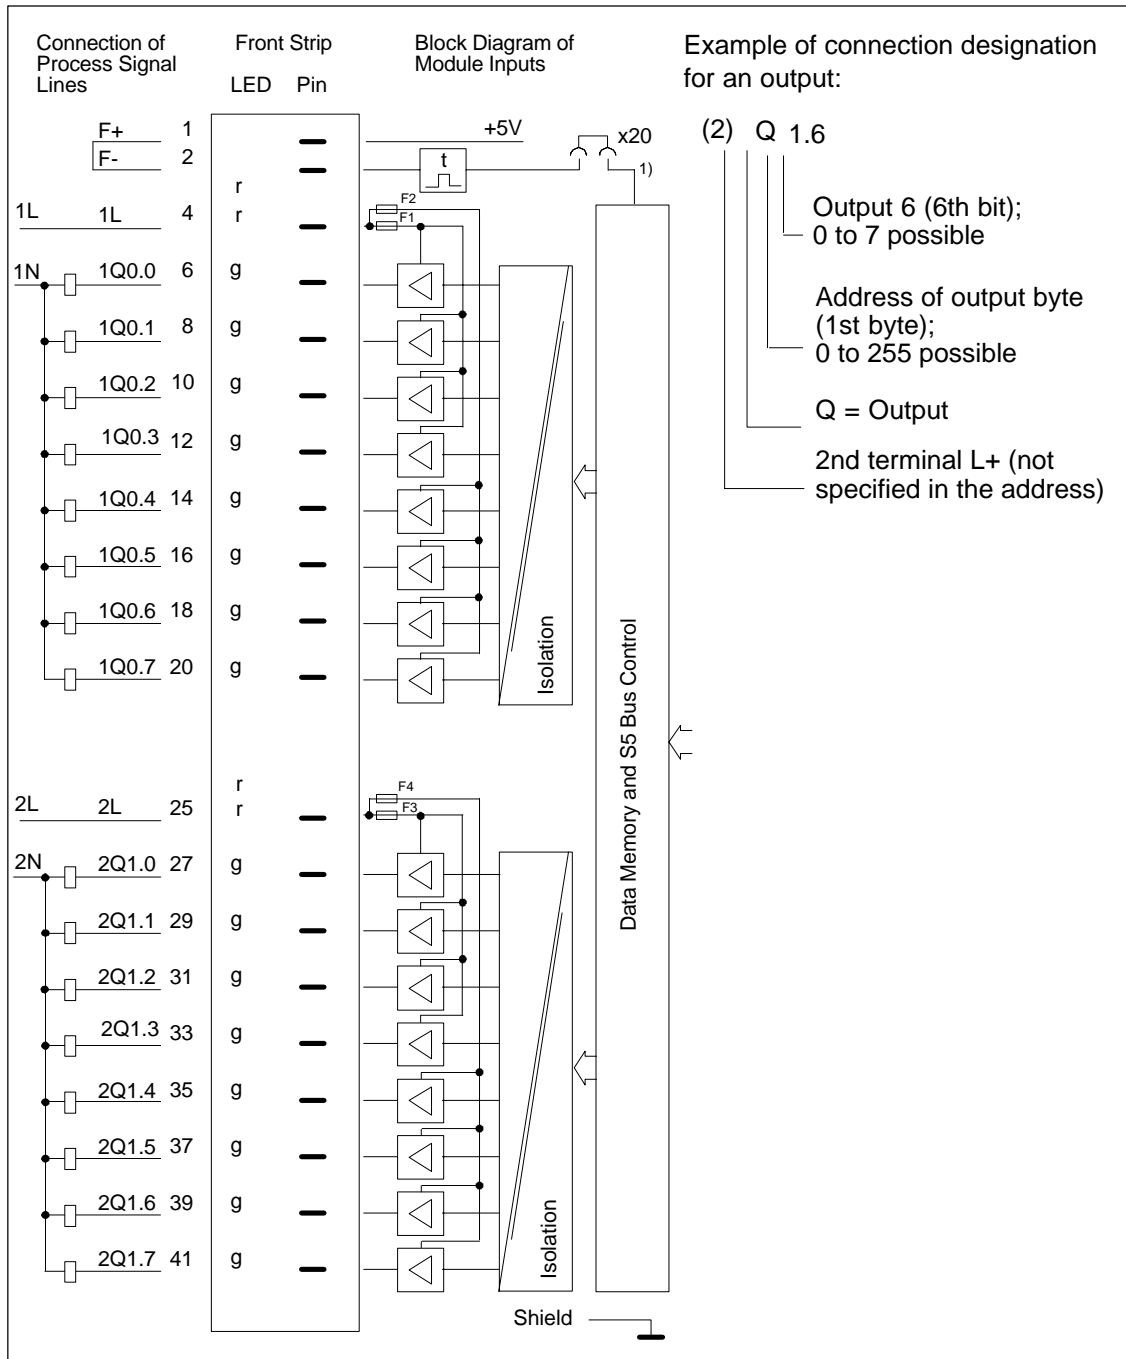 Connection of
Process Signal
Lines
Front Strip
LED Pin
Block Diagram of
Module Inputs
Example of connection designation
for an output:
(2) Q 1.6
Output 6 (6th bit);
0 to 7 possible
Address of output byte
(1st byte);
0 to 255 possible
Q = Output
2nd terminal L+ (not
specified in the address)
F+ 1 +5V x20
F- 2 t 1)
r
1L 1L 4 r F2
F1
1N 1Q0.0 6 g
1Q0.1 8 g
1Q0.2 10 g
1Q0.3 12 g
1Q0.4 14 g
1Q0.5 16 g
1Q0.6 18 g
1Q0.7 20 g
Isolation
Data Memory and S5 Bus Control
r
2L 2L 25 r F4
F3
2N 2Q1.0 27 g
2Q1.1 29 g
2Q1.2 31 g
2Q1.3 33 g
2Q1.4 35 g
2Q1.5 37 g
2Q1.6 39 g
2Q1.7 41 g
Isolation
Shield